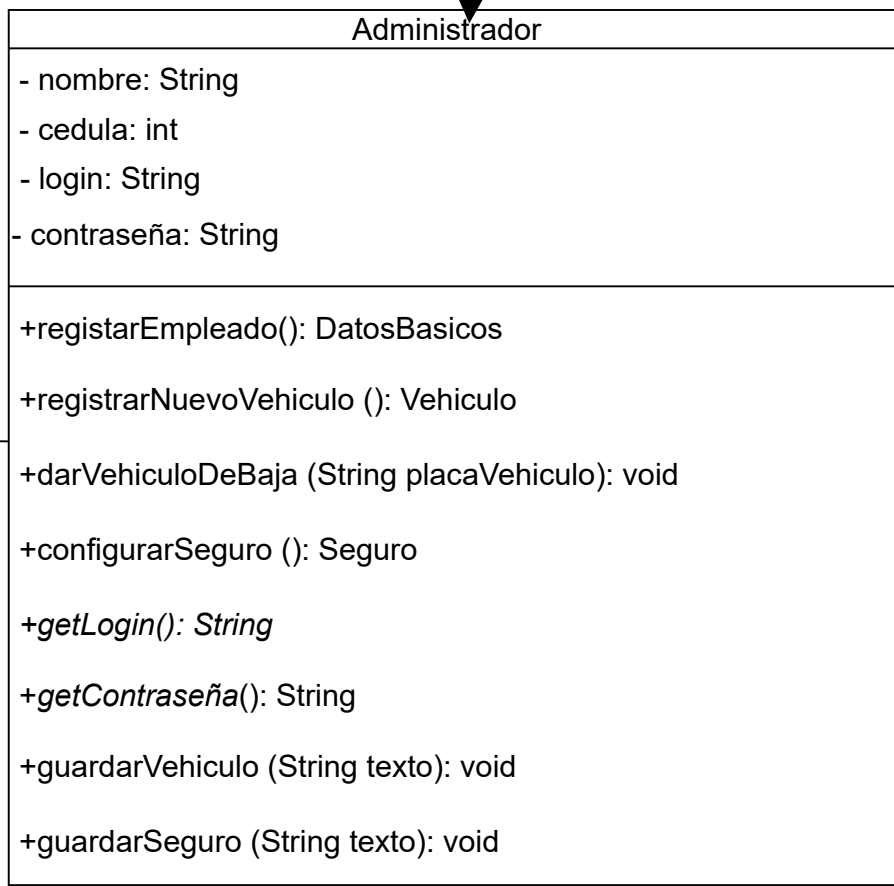 Administrador
- nombre: String
- cedula: int
- login: String
- contraseña: String
+registarEmpleado(): DatosBasicos
+registrarNuevoVehiculo (): Vehiculo
+darVehiculoDeBaja (String placaVehiculo): void
+configurarSeguro (): Seguro
+getLogin(): String
+getContraseña(): String
+guardarVehiculo (String texto): void
+guardarSeguro (String texto): void